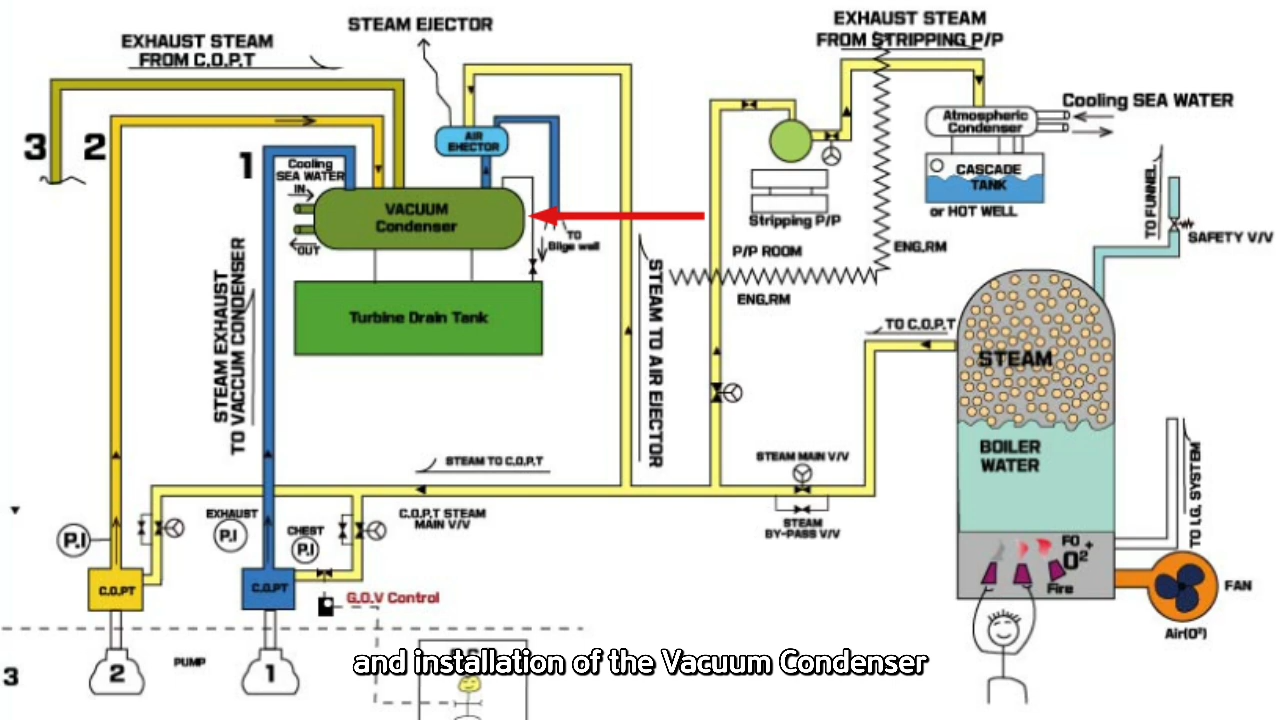 STEAM EJECTOR
EXHAUST STEAM
FROM C.O.P.T
EXHAUST STEAM
FROM STRIPPING P/P
3
2
1
AIR
EHECTOR
Cooling
SEA WATER
IN
OUT
VACUUM
Condenser
TO
Bilge well
Turbine Drain Tank
STEAM EXHAUST
TO VACCUM CONDENSER
STEAM TO AIR EJECTOR
Stripping P/P
P/P ROOM
ENG,RM
ENG,RM
Atmospheric
Condenser
Cooling SEA WATER
CASCADE
TANK
or HOT WELL
TO FUNNEL
SAFETY V/V
TO C.O.P.T
STEAM
BOILER
WATER
TO I.G. SYSTEM
FO
O² +
Fire
FAN
Air(O²)
STEAM TO C.O.P.T
STEAM MAIN V/V
STEAM
BY-PASS V/V
C.O.P.T STEAM
MAIN V/V
EXHAUST
P.I
CHEST
P.I
P.I
C.O.PT
C.O.PT
G.O.V Control
3
2
PUMP
1
and installation of the Vacuum Condenser